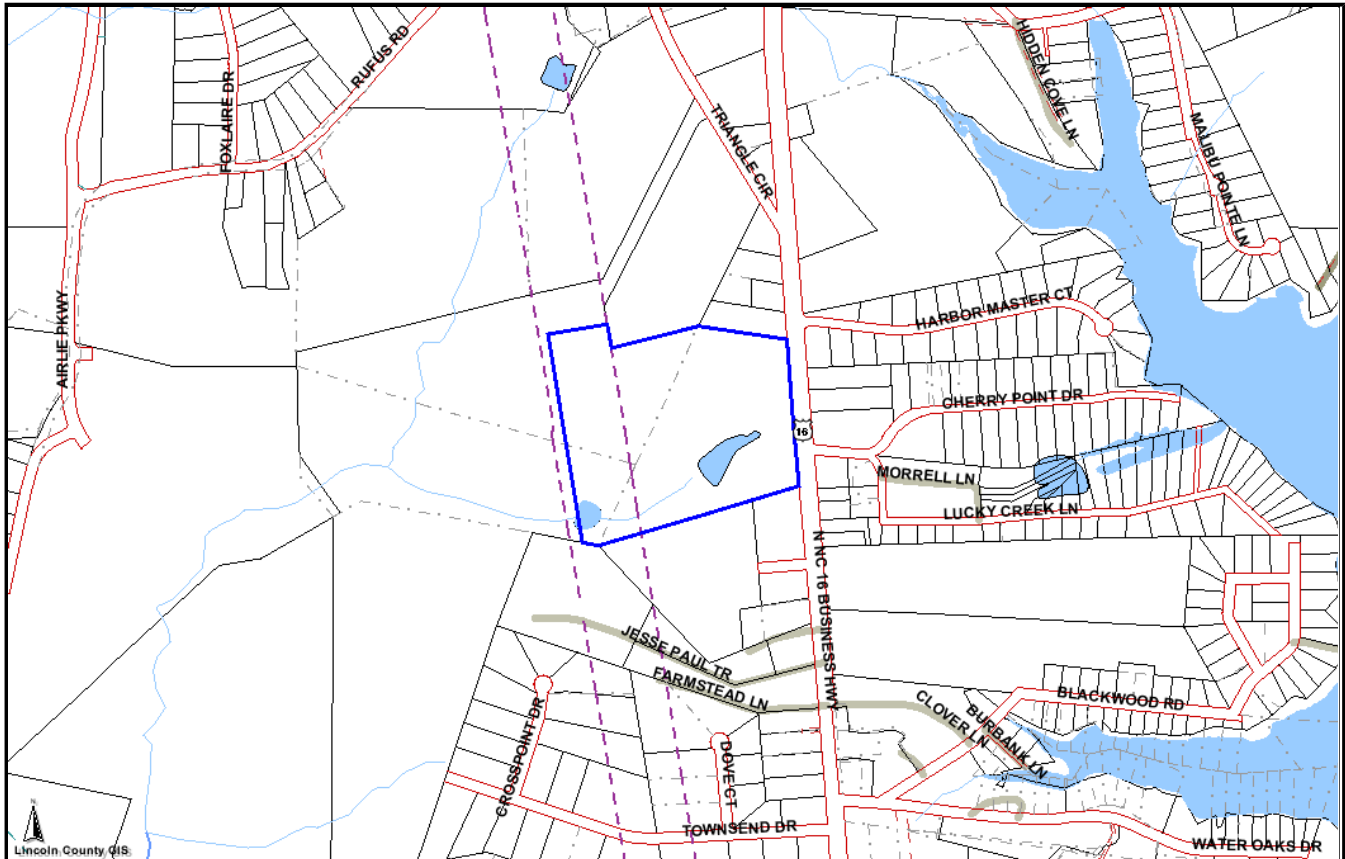 HIDDEN COVE LN
RUFUS RD
FOXLAIRE DR
TRIANGLE CIR
MALIBU POINTE LN
AIRLIE PKWY
HARBOR MASTER CT
CHERRY POINT DR
16
MORRELL LN
LUCKY CREEK LN
N NC 16 BUSINESS HWY
JESSE PAUL TR
FARMSTEAD LN
CLOVER LN
BURBANK LN
BLACKWOOD RD
CROSSPOINT DR
DOVE CT
TOWNSEND DR
WATER OAKS DR
N
Lincoln County GIS